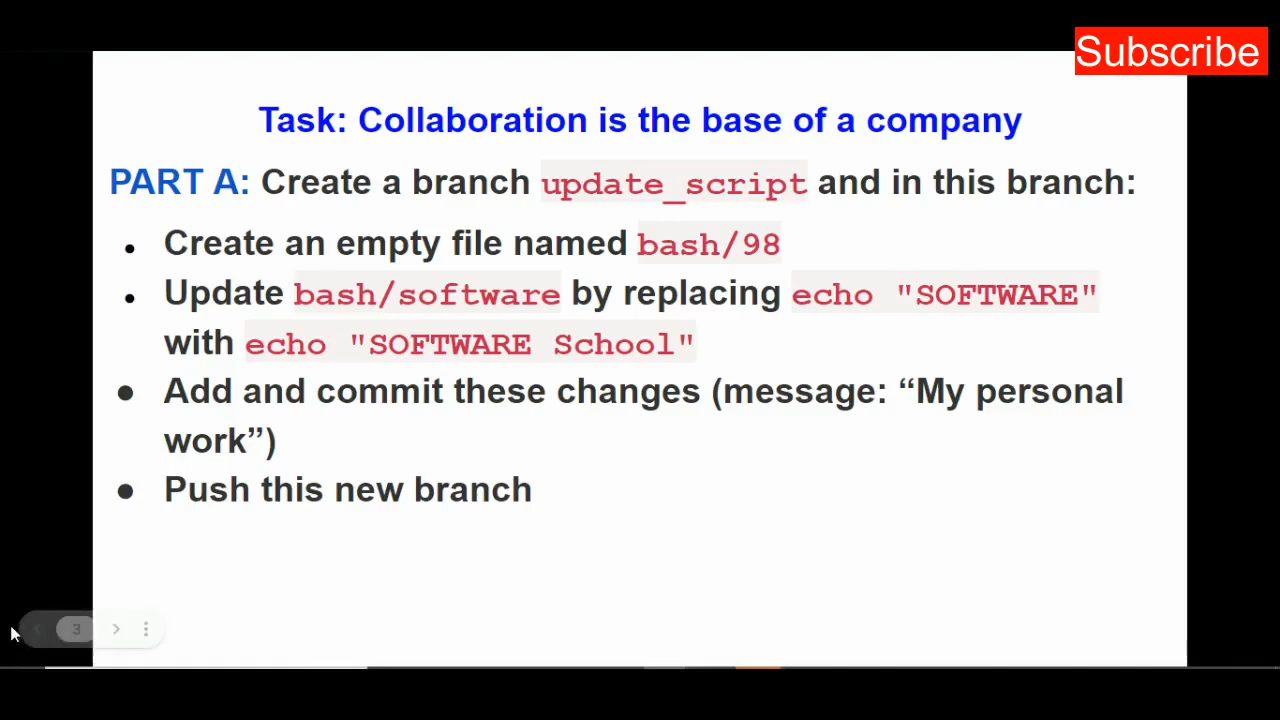 Subscribe
Task: Collaboration is the base of a company
PART A: Create a branch update_script and in this branch:
• Create an empty file named bash/98
• Update bash/software by replacing echo "SOFTWARE"
with echo "SOFTWARE School"
● Add and commit these changes (message: “My personal
work”)
● Push this new branch
3